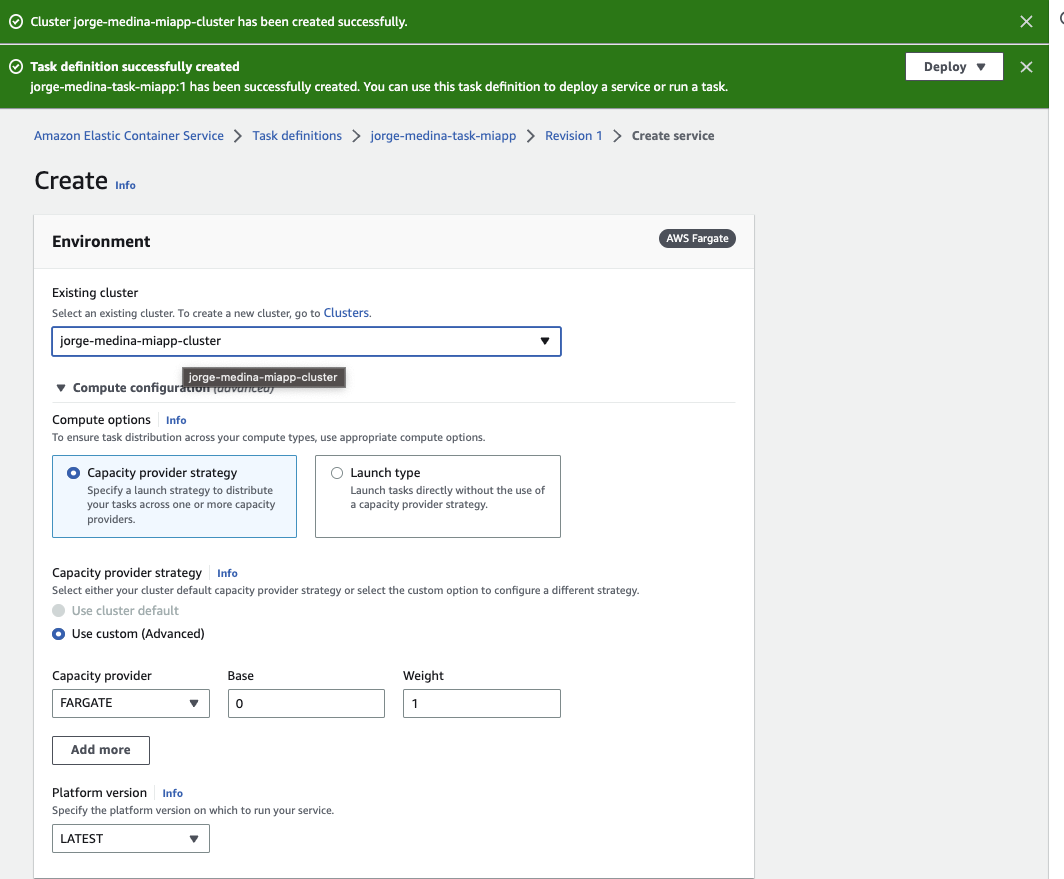 Cluster jorge-medina-miapp-cluster has been created successfully.
Task definition successfully created
jorge-medina-task-miapp:1 has been successfully created. You can use this task definition to deploy a service or run a task.
Deploy
Amazon Elastic Container Service > Task definitions > jorge-medina-task-miapp > Revision 1 > Create service
Create Info
Environment
AWS Fargate
Existing cluster
Select an existing cluster. To create a new cluster, go to Clusters.
jorge-medina-miapp-cluster
jorge-medina-miapp-cluster
Compute configuration (advanced)
Compute options Info
To ensure task distribution across your compute types, use appropriate compute options.
Capacity provider strategy
Specify a launch strategy to distribute
your tasks across one or more capacity
providers.
Launch type
Launch tasks directly without the use of
a capacity provider strategy.
Capacity provider strategy Info
Select either your cluster default capacity provider strategy or select the custom option to configure a different strategy.
Use cluster default
Use custom (Advanced)
Capacity provider Base Weight
FARGATE 0 1
Add more
Platform version Info
Specify the platform version on which to run your service.
LATEST